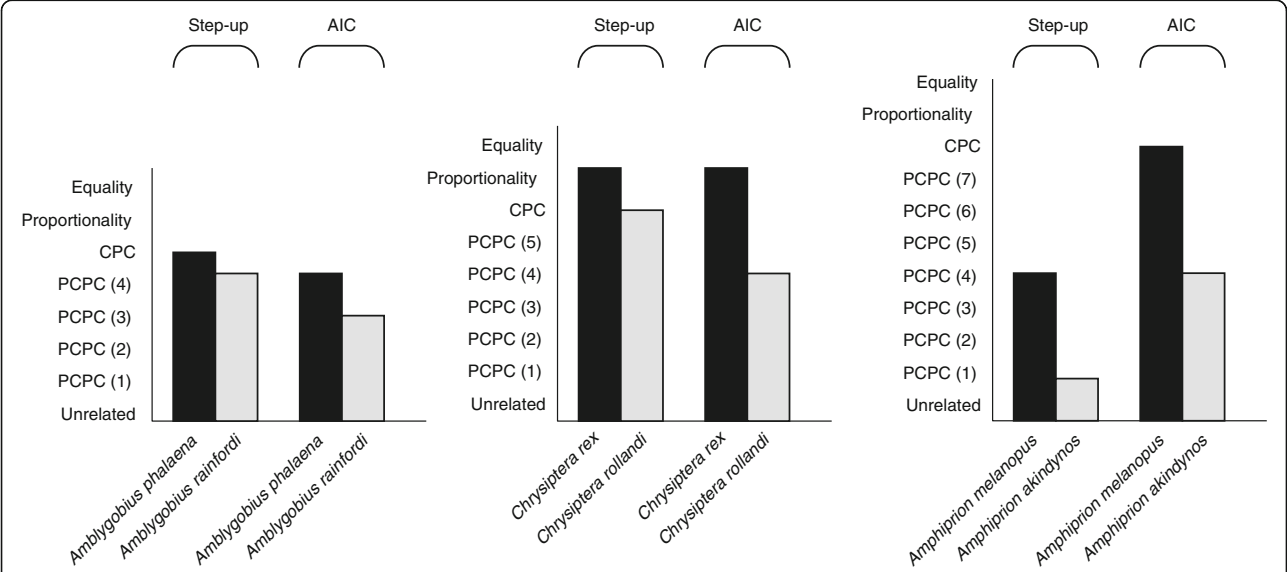 Step-up AIC
Equality
Proportionality
CPC
PCPC (4)
PCPC (3)
PCPC (2)
PCPC (1)
Unrelated
Amblygobius phalaena
Amblygobius rainfordi
Amblygobius phalaena
Amblygobius rainfordi
Step-up AIC
Equality
Proportionality
CPC
PCPC (5)
PCPC (4)
PCPC (3)
PCPC (2)
PCPC (1)
Unrelated
Chrysiptera rex
Chrysiptera rollandi
Chrysiptera rex
Chrysiptera rollandi
Step-up AIC
Equality
Proportionality
CPC
PCPC (7)
PCPC (6)
PCPC (5)
PCPC (4)
PCPC (3)
PCPC (2)
PCPC (1)
Unrelated
Amphiprion melanopus
Amphiprion akindynos
Amphiprion melanopus
Amphiprion akindynos